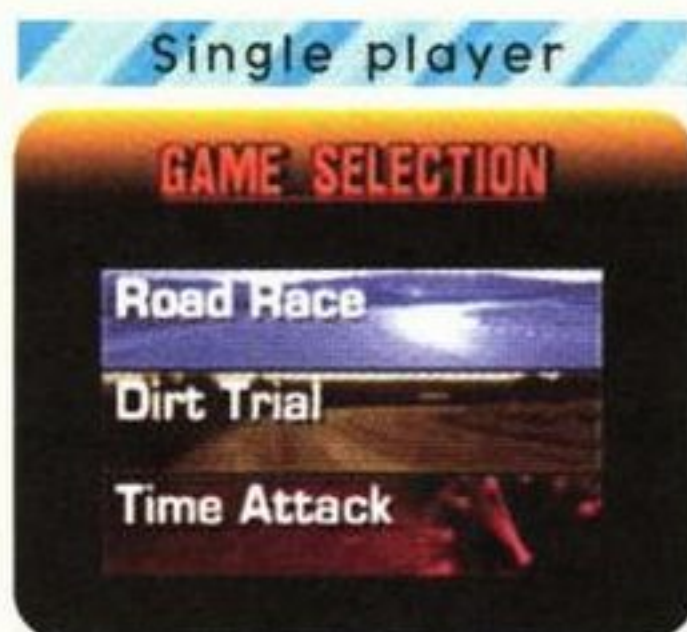 Single player
GAME SELECTION
Road Race
Dirt Trial
Time Attack